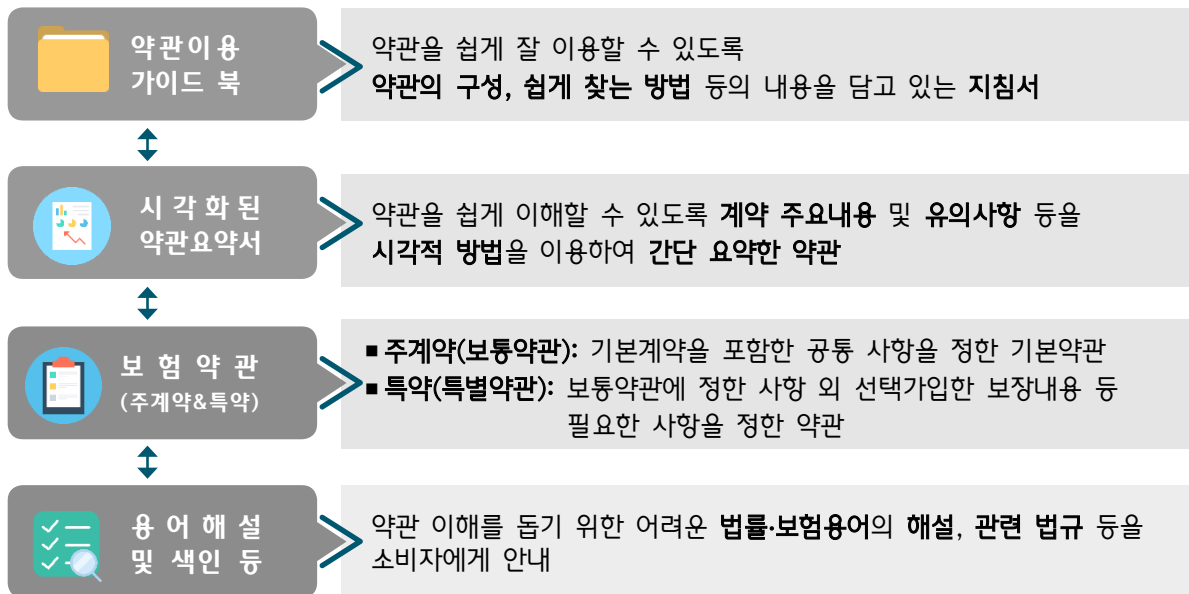 약관이용
가이드 북
약관을 쉽게 잘 이용할 수 있도록
약관의 구성, 쉽게 찾는 방법 등의 내용을 담고 있는 지침서
시 각 화 된
약관요약서
약관을 쉽게 이해할 수 있도록 계약 주요내용 및 유의사항 등을
시각적 방법을 이용하여 간단 요약한 약관
보 험 약 관
(주계약&특약)
▪ 주계약(보통약관): 기본계약을 포함한 공통 사항을 정한 기본약관
▪ 특약(특별약관): 보통약관에 정한 사항 외 선택가입한 보장내용 등
필요한 사항을 정한 약관
용 어 해 설
및 색인 등
약관 이해를 돕기 위한 어려운 법률·보험용어의 해설, 관련 법규 등을
소비자에게 안내